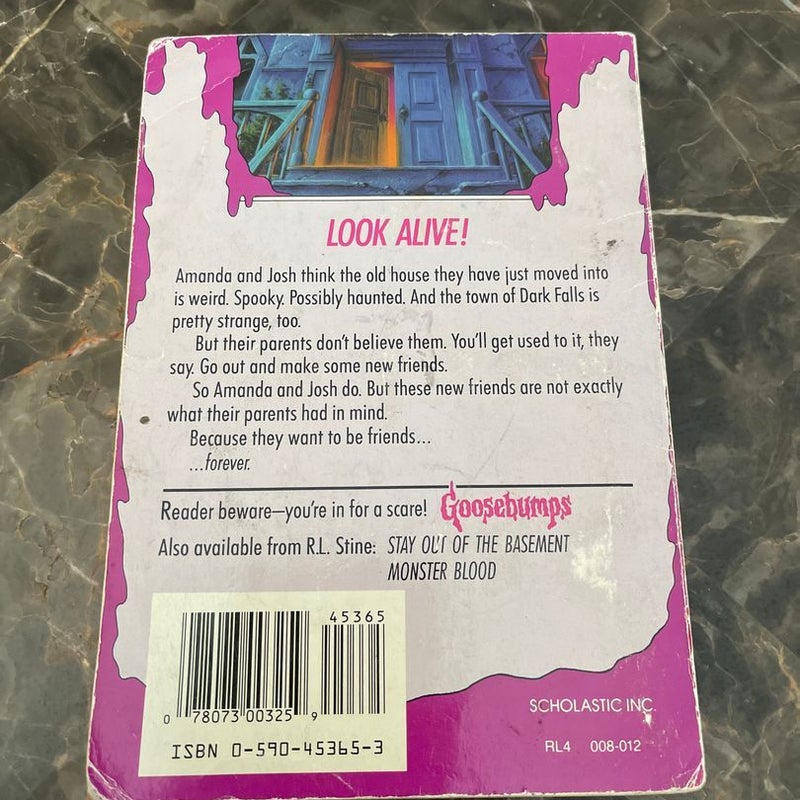 LOOK ALIVE!
Amanda and Josh think the old house they have just moved into
is weird. Spooky. Possibly haunted. And the town of Dark Falls is
pretty strange, too.
But their parents don't believe them. You'll get used to it, they
say. Go out and make some new friends.
So Amanda and Josh do. But these new friends are not exactly
what their parents had in mind.
Because they want to be friends...
...forever.
Reader beware—you're in for a scare! Goosebumps
Also available from R.L. Stine: STAY OUT OF THE BASEMENT
MONSTER BLOOD
45365
0 78073 00325 9
ISBN 0-590-45365-3
SCHOLASTIC INC.
RL4 008-012